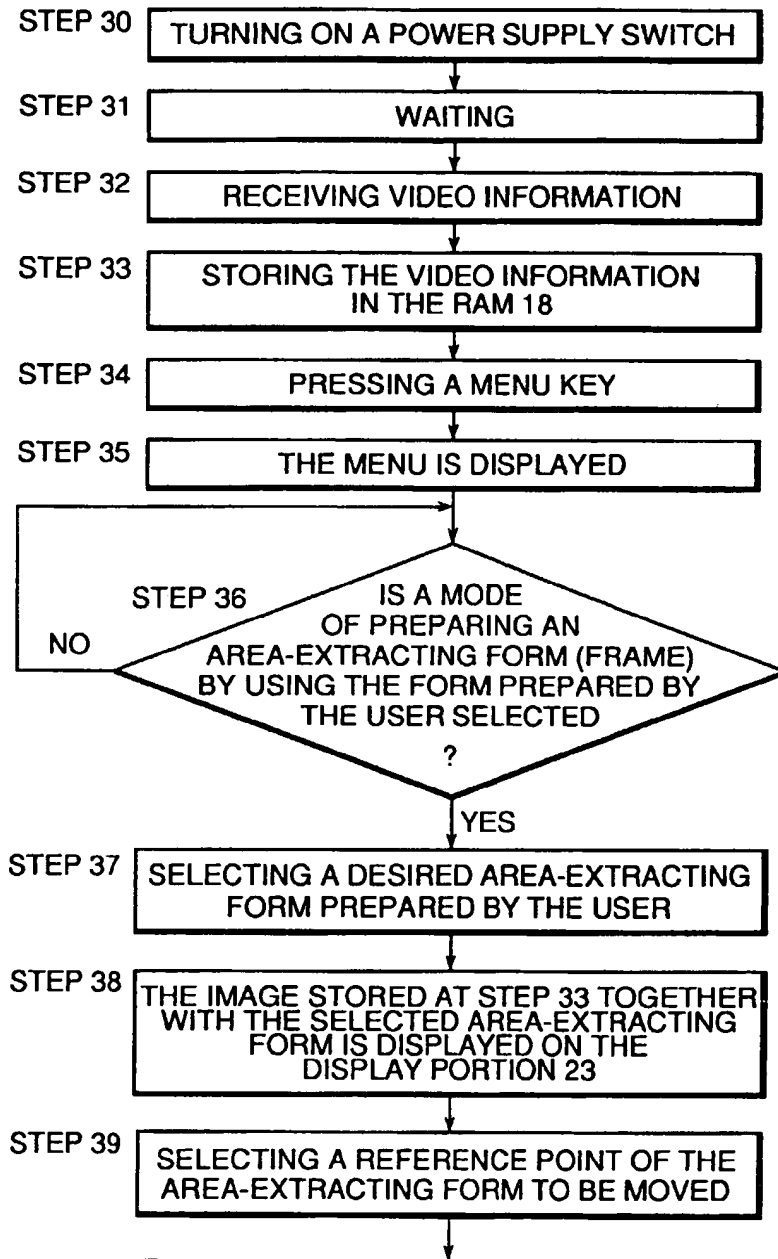 STEP 30
TURNING ON A POWER SUPPLY SWITCH
STEP 31
WAITING
STEP 32
RECEIVING VIDEO INFORMATION
STEP 33
STORING THE VIDEO INFORMATION
IN THE RAM 18
STEP 34
PRESSING A MENU KEY
STEP 35
THE MENU IS DISPLAYED
STEP 36
IS A MODE
OF PREPARING AN
AREA-EXTRACTING FORM (FRAME)
BY USING THE FORM PREPARED BY
THE USER SELECTED
?
NO
YES
STEP 37
SELECTING A DESIRED AREA-EXTRACTING
FORM PREPARED BY THE USER
STEP 38
THE IMAGE STORED AT STEP 33 TOGETHER
WITH THE SELECTED AREA-EXTRACTING
FORM IS DISPLAYED ON THE
DISPLAY PORTION 23
STEP 39
SELECTING A REFERENCE POINT OF THE
AREA-EXTRACTING FORM TO BE MOVED